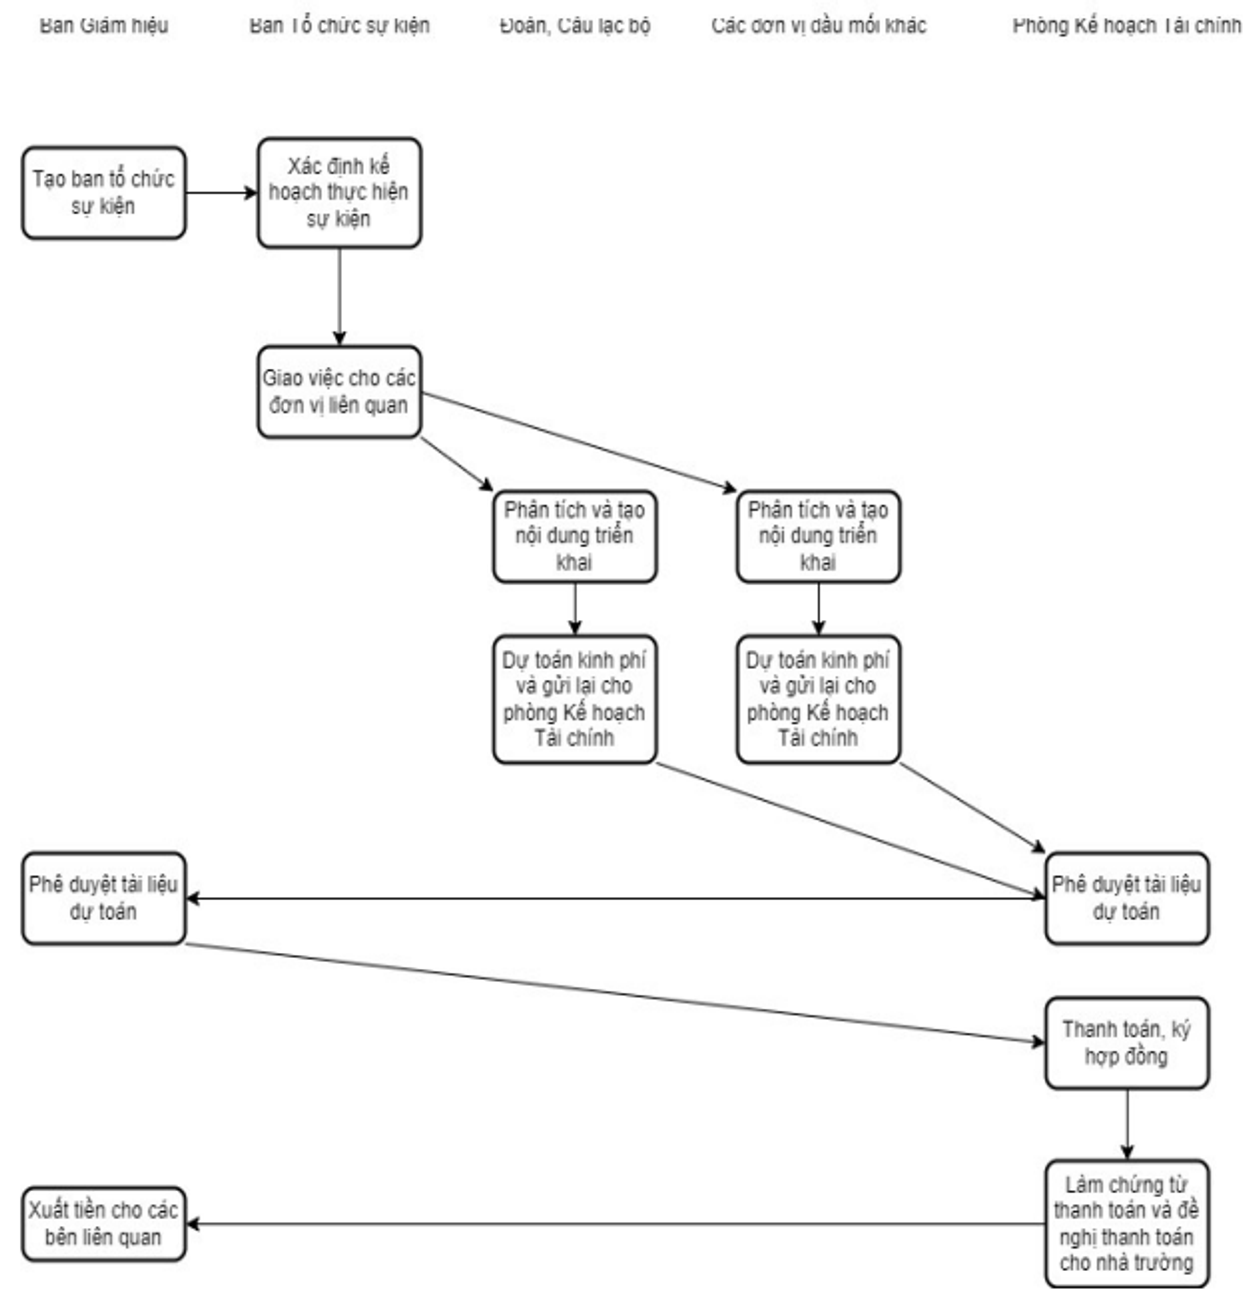 Ban Giám hiệu
Ban Tổ chức sự kiện
Đoàn, Câu lạc bộ
Các đơn vị đầu mối khác
Phòng Kế hoạch Tài chính
Tạo ban tổ chức
sự kiện
Xác định kế
hoạch thực hiện
sự kiện
Giao việc cho các
đơn vị liên quan
Phân tích và tạo
nội dung triển
khai
Phân tích và tạo
nội dung triển
khai
Dự toán kinh phí
và gửi lại cho
phòng Kế hoạch
Tài chính
Dự toán kinh phí
và gửi lại cho
phòng Kế hoạch
Tài chính
Phê duyệt tài liệu
dự toán
Phê duyệt tài liệu
dự toán
Thanh toán, ký
hợp đồng
Làm chứng từ
thanh toán và đề
nghị thanh toán
cho nhà trường
Xuất tiền cho các
bên liên quan